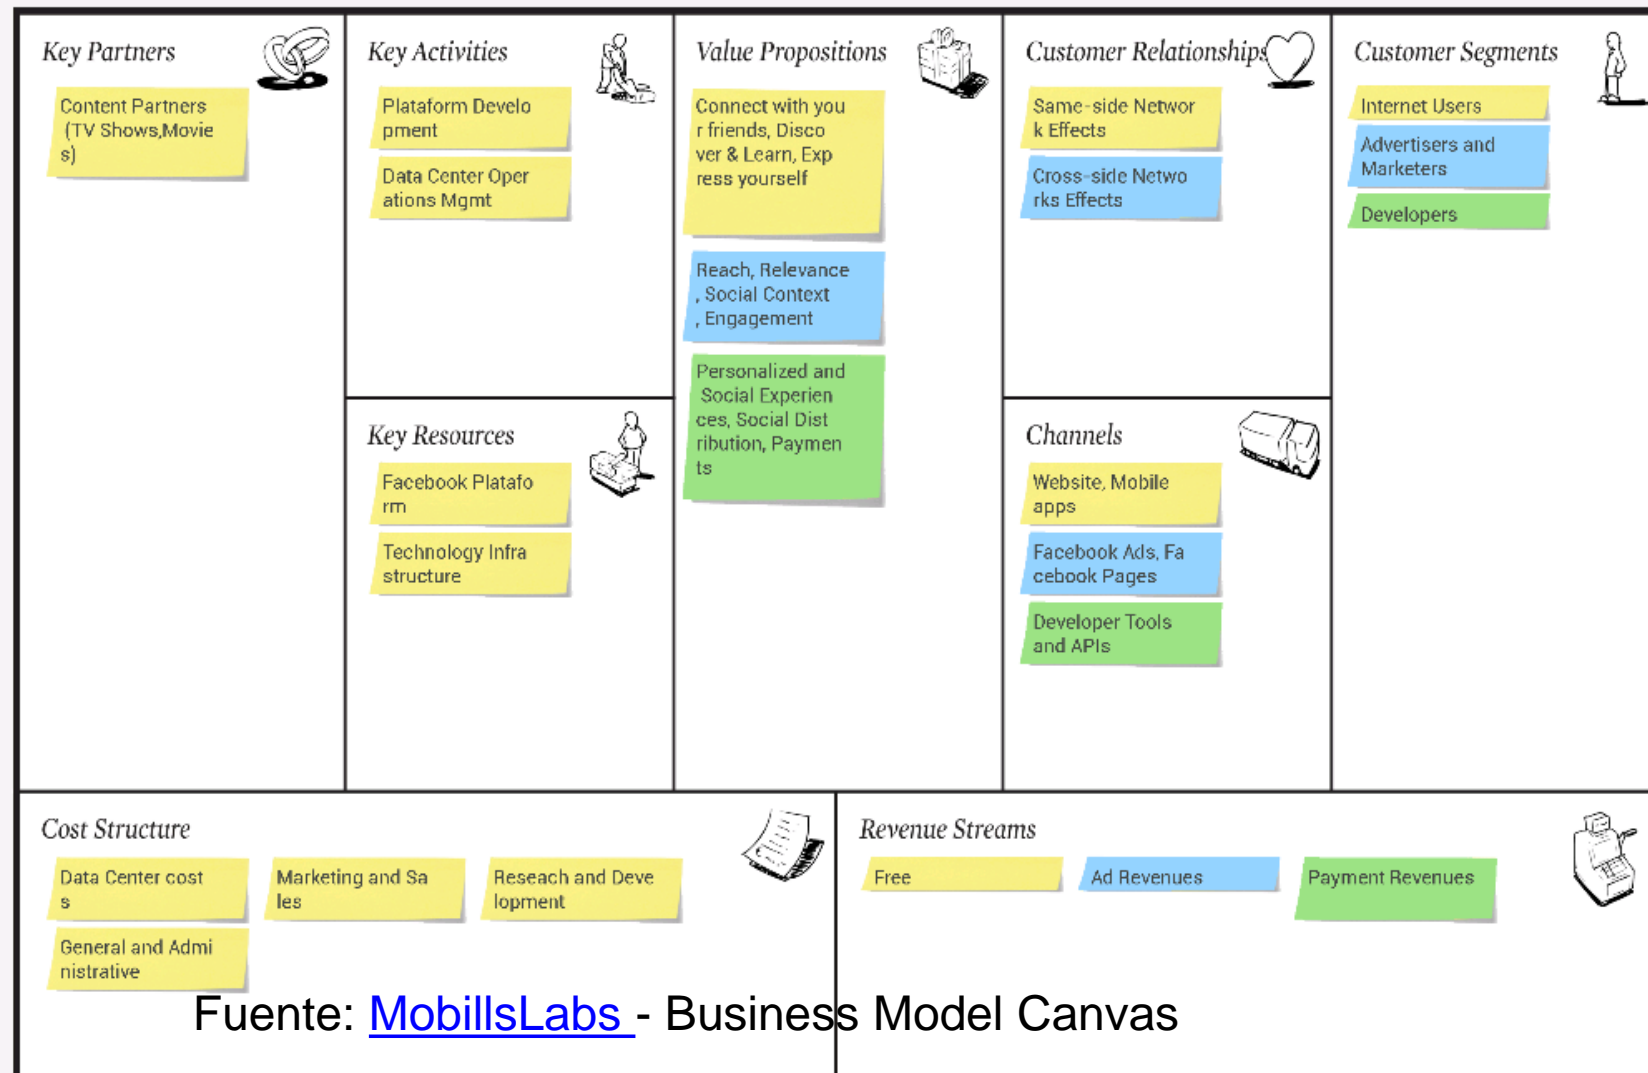 Key Partners
Content Partners
(TV Shows,Movie
s)
Key Activities
Plataform Develo
pment
Data Center Oper
ations Mgmt
Key Resources
Facebook Platafo
rm
Technology Infra
structure
Value Propositions
Connect with you
r friends, Disco
ver & Learn, Exp
ress yourself
Reach, Relevance
, Social Context
, Engagement
Personalized and
Social Experien
ces, Social Dist
ribution, Paymen
ts
Customer Relationships
Same-side Networ
k Effects
Cross-side Netwo
rks Effects
Channels
Website, Mobile
apps
Facebook Ads, Fa
cebook Pages
Developer Tools
and APIs
Customer Segments
Internet Users
Advertisers and
Marketers
Developers
Cost Structure
Data Center cost
s
Marketing and Sa
les
Reseach and Deve
lopment
General and Admi
nistrative
Revenue Streams
Free
Ad Revenues
Payment Revenues
Fuente: MobillsLabs - Business Model Canvas